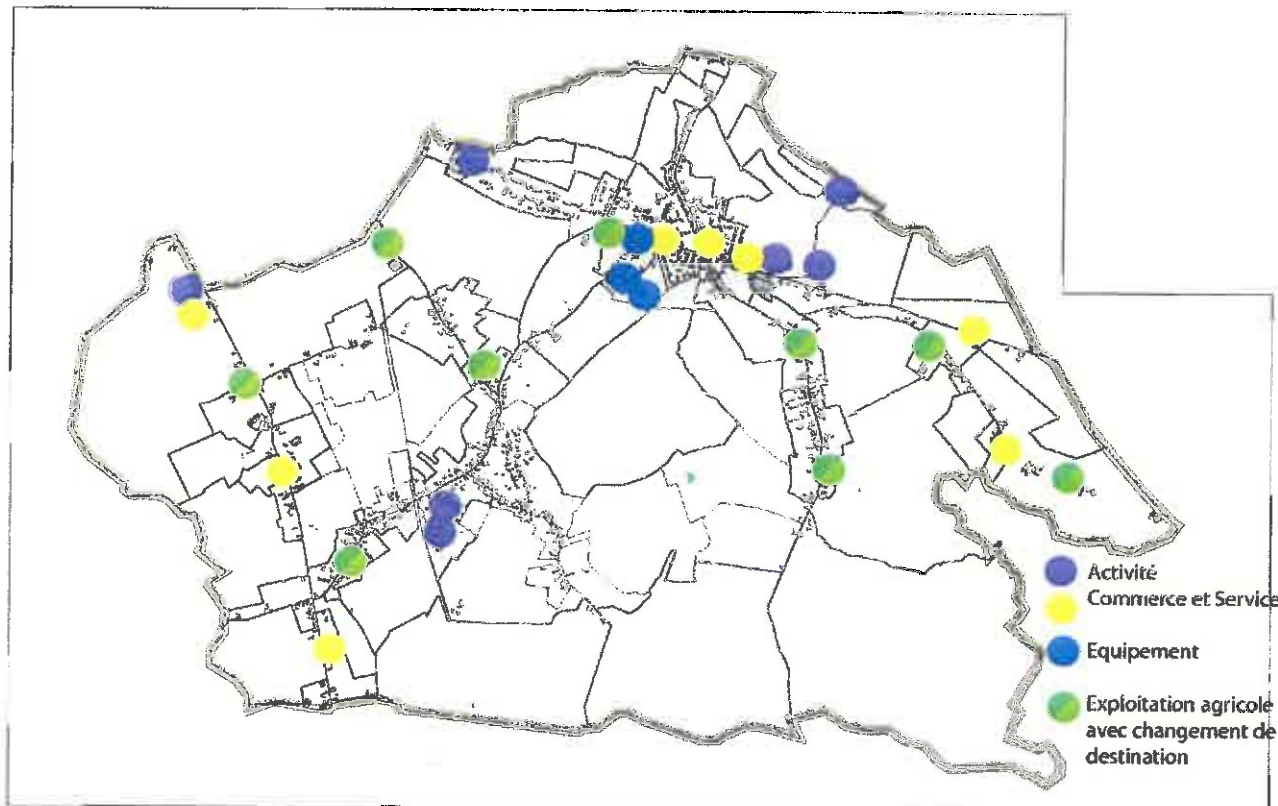 Activité
Commerce et Service
Equipement
Exploitation agricole
avec changement de
destination